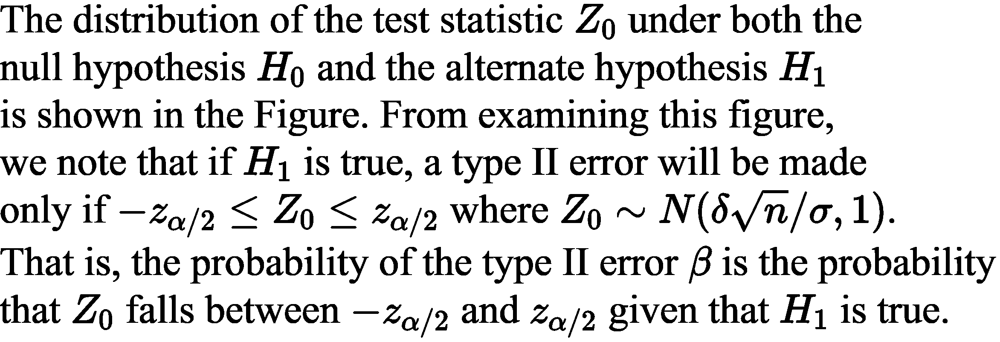 The distribution of the test statistic $Z_0$ under both the
null hypothesis $H_0$ and the alternate hypothesis $H_1$
is shown in the Figure. From examining this figure,
we note that if $H_1$ is true, a type II error will be made
only if $-z_{\alpha/2} \leq Z_0 \leq z_{\alpha/2}$ where $Z_0 \sim N(\delta\sqrt{n}/\sigma, 1)$.
That is, the probability of the type II error $\beta$ is the probability
that $Z_0$ falls between $-z_{\alpha/2}$ and $z_{\alpha/2}$ given that $H_1$ is true.